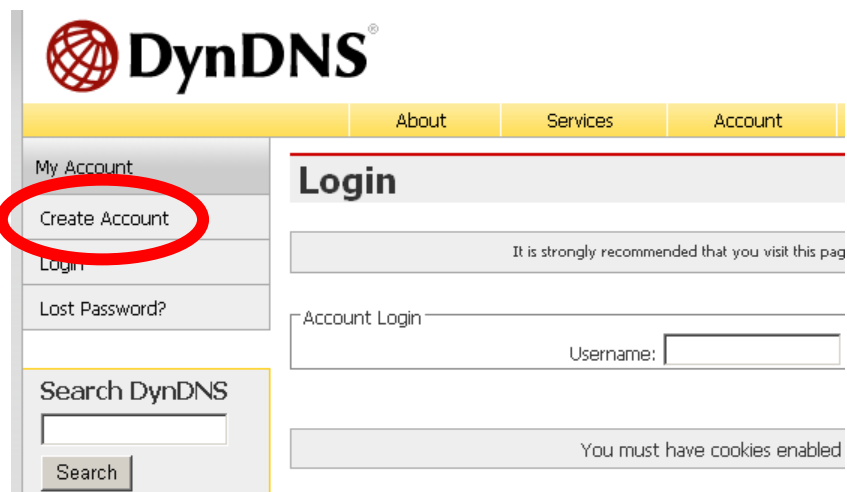 DynDNS®
About Services Account
My Account
Create Account
Login
Lost Password?
Search DynDNS
Search
Login
It is strongly recommended that you visit this pag
Account Login
Username:
You must have cookies enabled